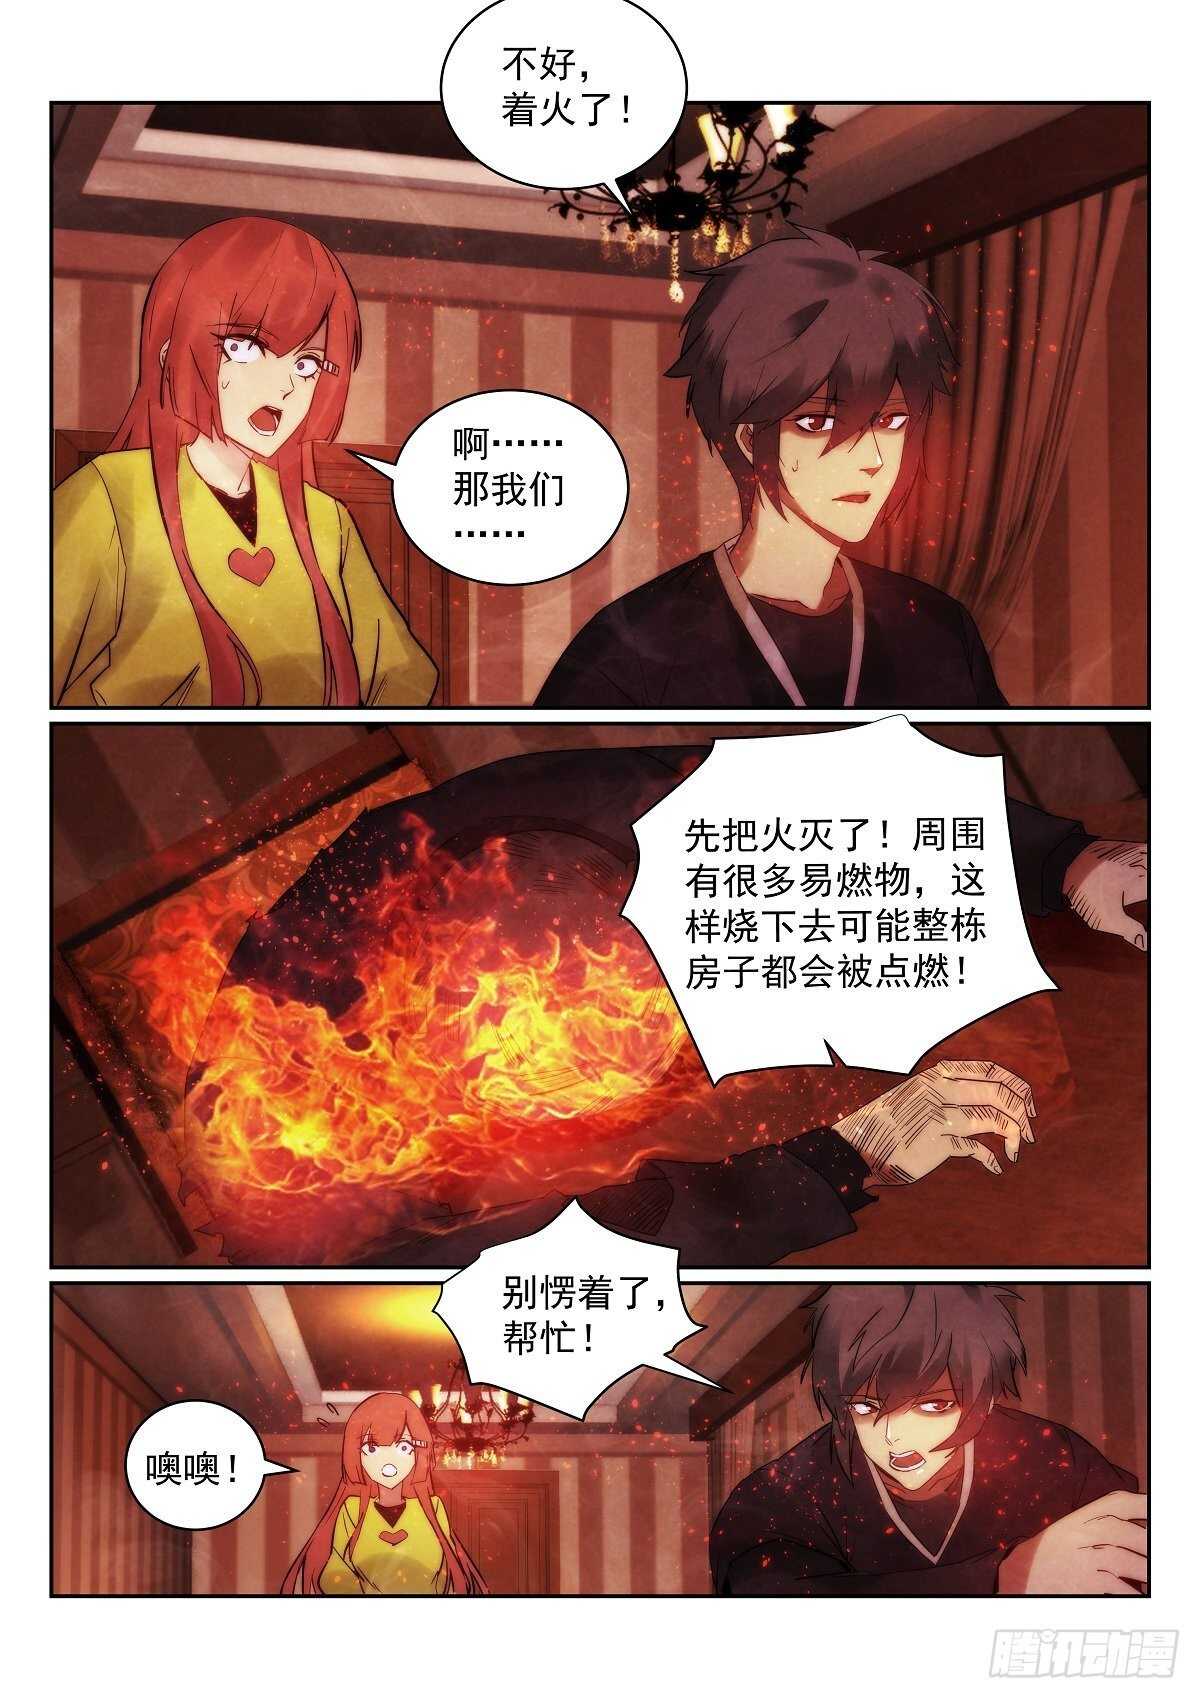 不好，
着火了！
啊……
那我们
……
先把火灭了！周围
有很多易燃物，这
样烧下去可能整栋
房子都会被点燃！
别愣着了，
帮忙！
噢噢！
腾讯动漫